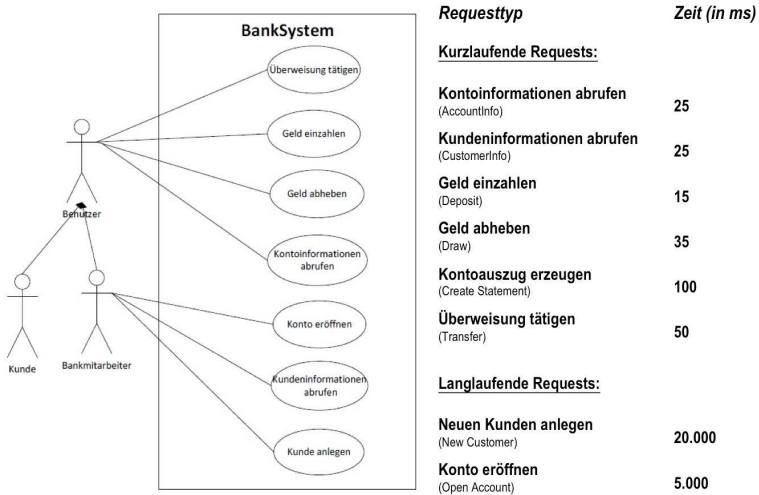 BankSystem
Überweisung tätigen
Geld einzahlen
Geld abheben
Kontoinformationen
abrufen
Konto eröffnen
Kundeninformationen
abrufen
Kunde anlegen
Benutzer
Kunde
Bankmitarbeiter
Requesttyp Zeit (in ms)
Kurzlaufende Requests:
Kontoinformationen abrufen
(AccountInfo) 25
Kundeninformationen abrufen
(CustomerInfo) 25
Geld einzahlen
(Deposit) 15
Geld abheben
(Draw) 35
Kontoauszug erzeugen
(Create Statement) 100
Überweisung tätigen
(Transfer) 50
Langlaufende Requests:
Neuen Kunden anlegen
(New Customer) 20.000
Konto eröffnen
(Open Account) 5.000